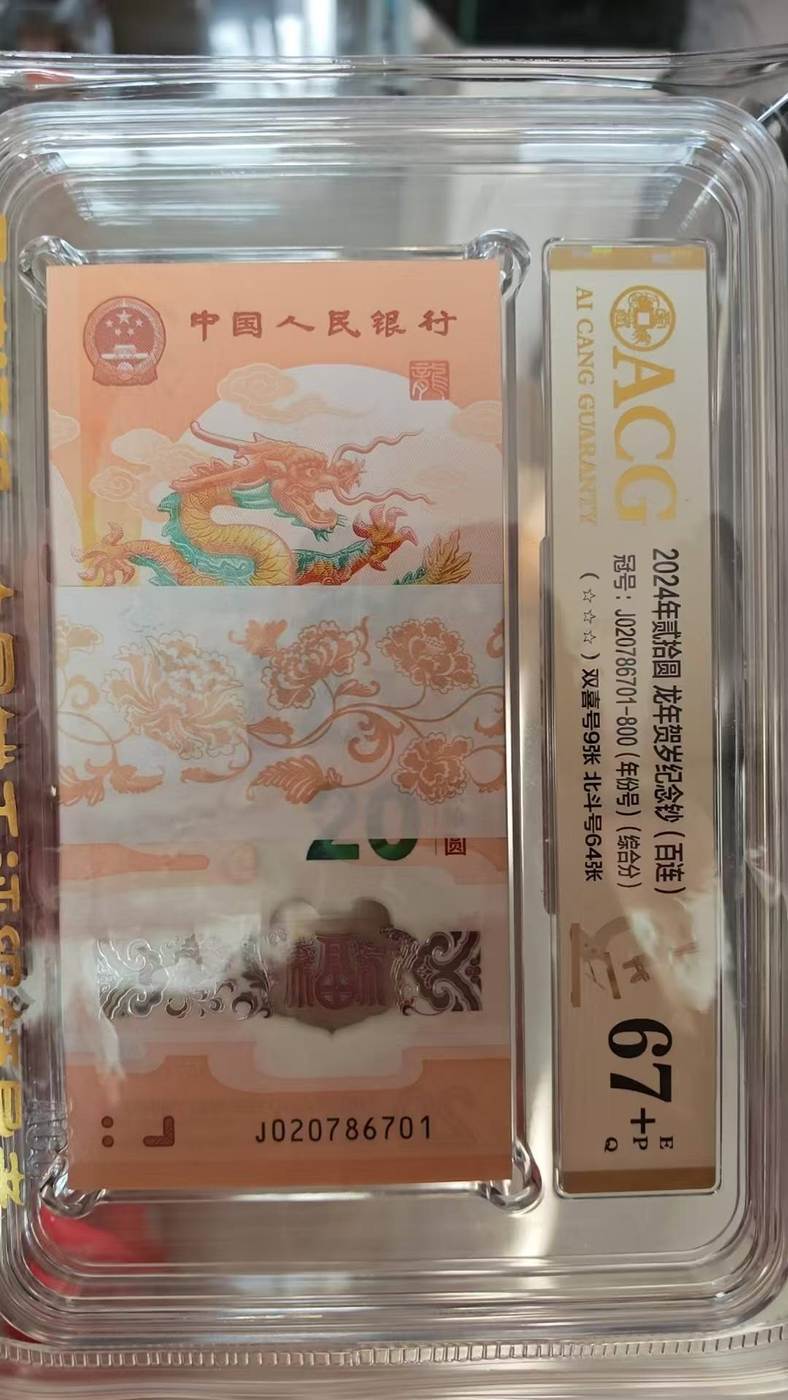 中国人民银行
龍
20
圆
福
J020786701
ACG
AI CANG GUARANTY
2024年贰拾圆 龙年贺岁纪念钞（百连）
冠号：J020786701-800（年份号）（综合分）
（☆☆☆）双喜号9张 北斗号64张
67+
E
P
Q